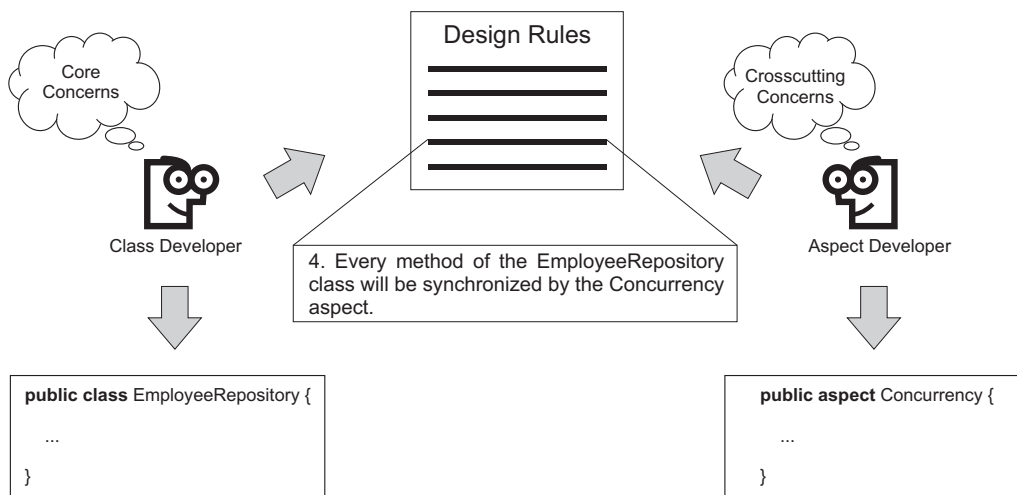 Design Rules
Core
Concerns
Crosscutting
Concerns
Class Developer
Aspect Developer
4. Every method of the EmployeeRepository
class will be synchronized by the Concurrency
aspect.
public class EmployeeRepository {
...
}
public aspect Concurrency {
...
}